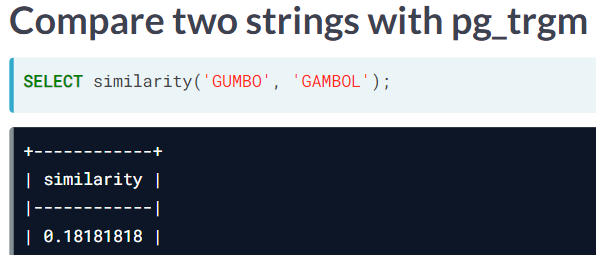 Compare two strings with pg_trgm
SELECT similarity('GUMBO', 'GAMBOL');
+------------+
| similarity |
|------------|
| 0.18181818 |